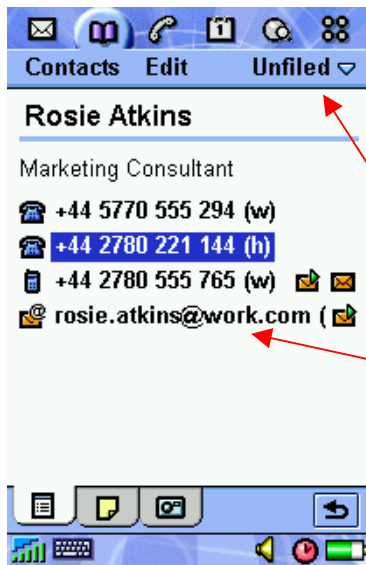 Contacts Edit Unfiled
Rosie Atkins
Marketing Consultant
+44 5770 555 294 (w)
+44 2780 221 144 (h)
+44 2780 555 765 (w)
rosie.atkins@work.com (